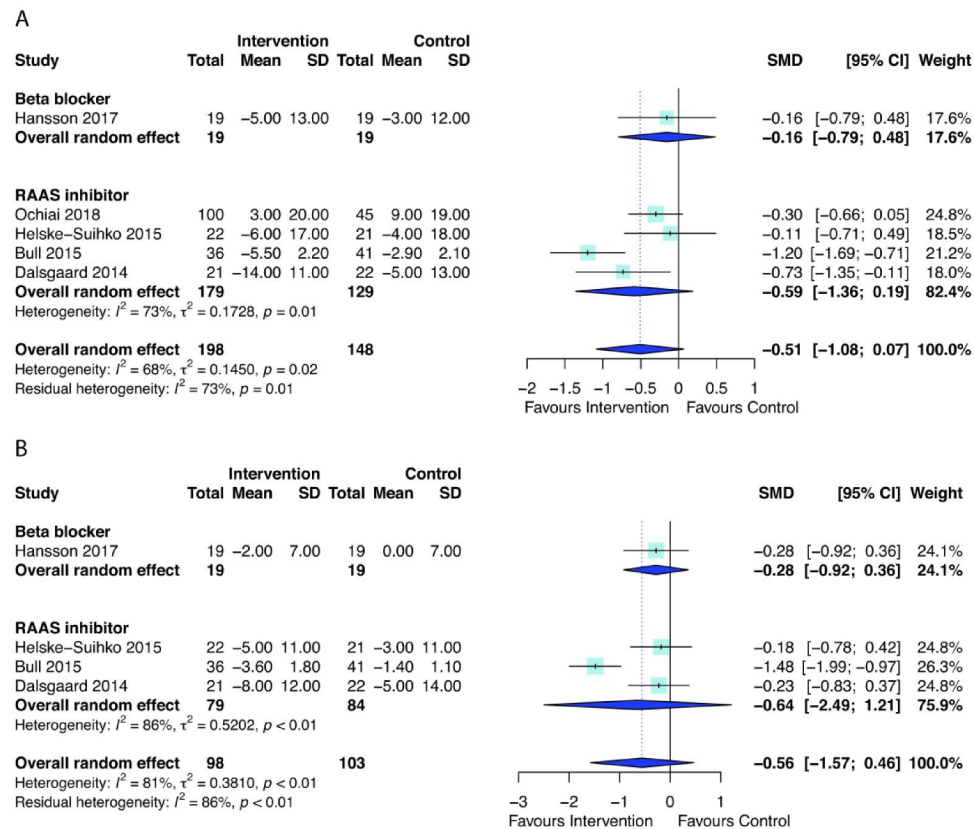 A
Intervention Control
Study Total Mean SD Total Mean SD SMD [95% CI] Weight
Beta blocker
Hansson 2017 19 −5.00 13.00 19 −3.00 12.00 −0.16 [−0.79; 0.48] 17.6%
Overall random effect 19 19 −0.16 [−0.79; 0.48] 17.6%
RAAS inhibitor
Ochiai 2018 100 3.00 20.00 45 9.00 19.00 −0.30 [−0.66; 0.05] 24.8%
Helske−Suihko 2015 22 −6.00 17.00 21 −4.00 18.00 −0.11 [−0.71; 0.49] 18.5%
Bull 2015 36 −5.50 2.20 41 −2.90 2.10 −1.20 [−1.69; −0.71] 21.2%
Dalsgaard 2014 21 −14.00 11.00 22 −5.00 13.00 −0.73 [−1.35; −0.11] 18.0%
Overall random effect 179 129 −0.59 [−1.36; 0.19] 82.4%
Heterogeneity: I² = 73%, τ² = 0.1728, p = 0.01
Overall random effect 198 148 −0.51 [−1.08; 0.07] 100.0%
Heterogeneity: I² = 68%, τ² = 0.1450, p = 0.02
Residual heterogeneity: I² = 73%, p = 0.01
−2 −1.5 −1 −0.5 0 0.5 1
Favours Intervention Favours Control
B
Intervention Control
Study Total Mean SD Total Mean SD SMD [95% CI] Weight
Beta blocker
Hansson 2017 19 −2.00 7.00 19 0.00 7.00 −0.28 [−0.92; 0.36] 24.1%
Overall random effect 19 19 −0.28 [−0.92; 0.36] 24.1%
RAAS inhibitor
Helske−Suihko 2015 22 −5.00 11.00 21 −3.00 11.00 −0.18 [−0.78; 0.42] 24.8%
Bull 2015 36 −3.60 1.80 41 −1.40 1.10 −1.48 [−1.99; −0.97] 26.3%
Dalsgaard 2014 21 −8.00 12.00 22 −5.00 14.00 −0.23 [−0.83; 0.37] 24.8%
Overall random effect 79 84 −0.64 [−2.49; 1.21] 75.9%
Heterogeneity: I² = 86%, τ² = 0.5202, p < 0.01
Overall random effect 98 103 −0.56 [−1.57; 0.46] 100.0%
Heterogeneity: I² = 81%, τ² = 0.3810, p < 0.01
Residual heterogeneity: I² = 86%, p < 0.01
−3 −2 −1 0 1
Favours Intervention Favours Control